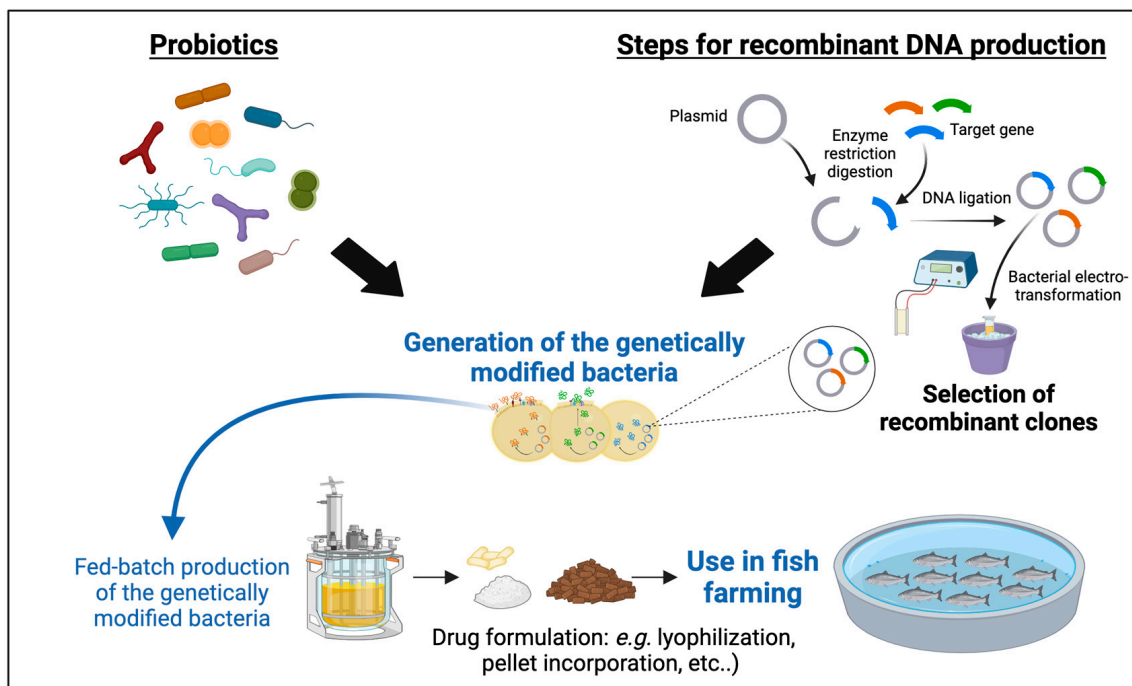 Probiotics
Steps for recombinant DNA production
Plasmid
Enzyme
restriction
digestion
Target gene
DNA ligation
Bacterial electro-
transformation
Selection of
recombinant clones
Generation of the genetically
modified bacteria
Fed-batch production
of the genetically
modified bacteria
Drug formulation: e.g. lyophilization,
pellet incorporation, etc..)
Use in fish
farming